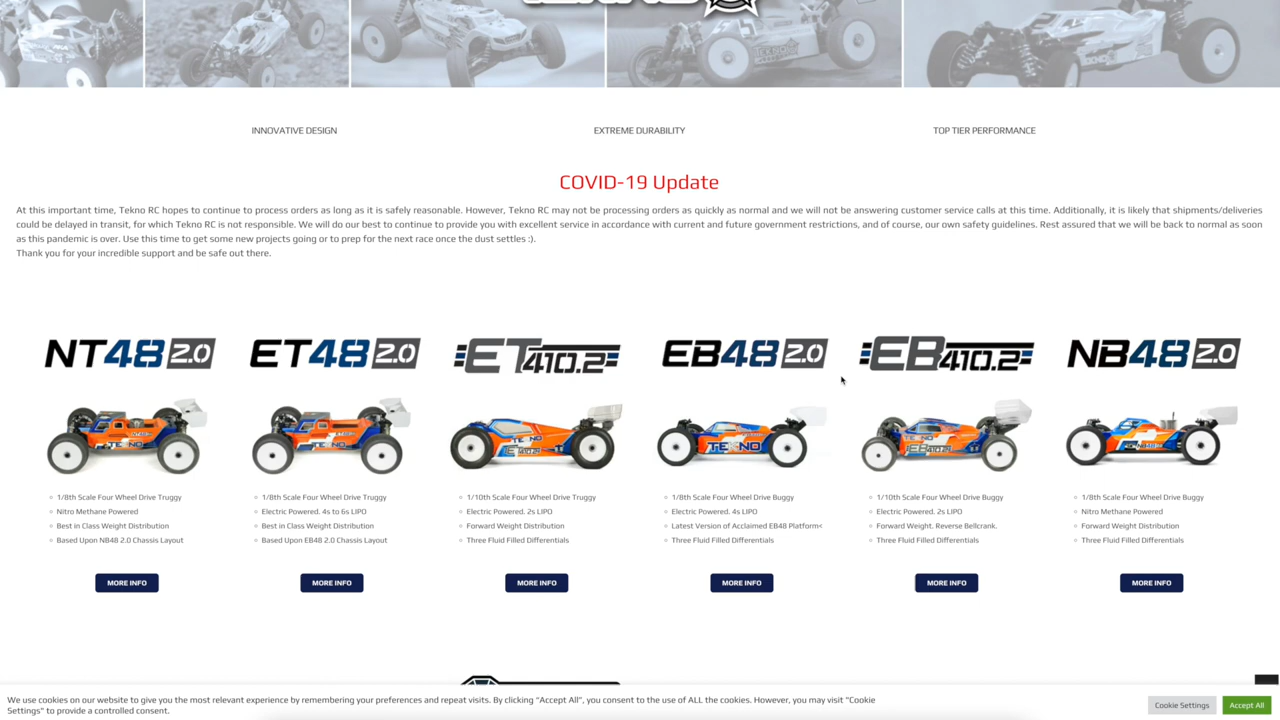 INNOVATIVE DESIGN
EXTREME DURABILITY
TOP TIER PERFORMANCE
COVID-19 Update
At this important time, Tekno RC hopes to continue to process orders as long as it is safely reasonable. However, Tekno RC may not be processing orders as quickly as normal and we will not be answering customer service calls at this time. Additionally, it is likely that shipments/deliveries
could be delayed in transit, for which Tekno RC is not responsible. We will do our best to continue to provide you with excellent service in accordance with current and future government restrictions, and of course, our own safety guidelines. Rest assured that we will be back to normal as soon
as this pandemic is over. Use this time to get some new projects going or to prep for the next race once the dust settles :).
Thank you for your incredible support and be safe out there.
NT48 2.0
1/8th Scale Four Wheel Drive Truggy
Nitro Methane Powered
Best in Class Weight Distribution
Based Upon NB48 2.0 Chassis Layout
MORE INFO
ET48 2.0
1/8th Scale Four Wheel Drive Truggy
Electric Powered. 4s to 6s LIPO
Best in Class Weight Distribution
Based Upon EB48 2.0 Chassis Layout
MORE INFO
ET410.2
1/10th Scale Four Wheel Drive Truggy
Electric Powered. 2s LIPO
Forward Weight Distribution
Three Fluid Filled Differentials
MORE INFO
EB48 2.0
TEKNO
1/8th Scale Four Wheel Drive Buggy
Electric Powered. 4s LIPO
Latest Version of Acclaimed EB48 Platform<
Three Fluid Filled Differentials
MORE INFO
EB410.2
1/10th Scale Four Wheel Drive Buggy
Electric Powered. 2s LIPO
Forward Weight. Reverse Bellcrank.
Three Fluid Filled Differentials
MORE INFO
NB48 2.0
1/8th Scale Four Wheel Drive Buggy
Nitro Methane Powered
Forward Weight Distribution
Three Fluid Filled Differentials
MORE INFO
We use cookies on our website to give you the most relevant experience by remembering your preferences and repeat visits. By clicking “Accept All”, you consent to the use of ALL the cookies. However, you may visit "Cookie
Settings" to provide a controlled consent.
Cookie Settings
Accept All